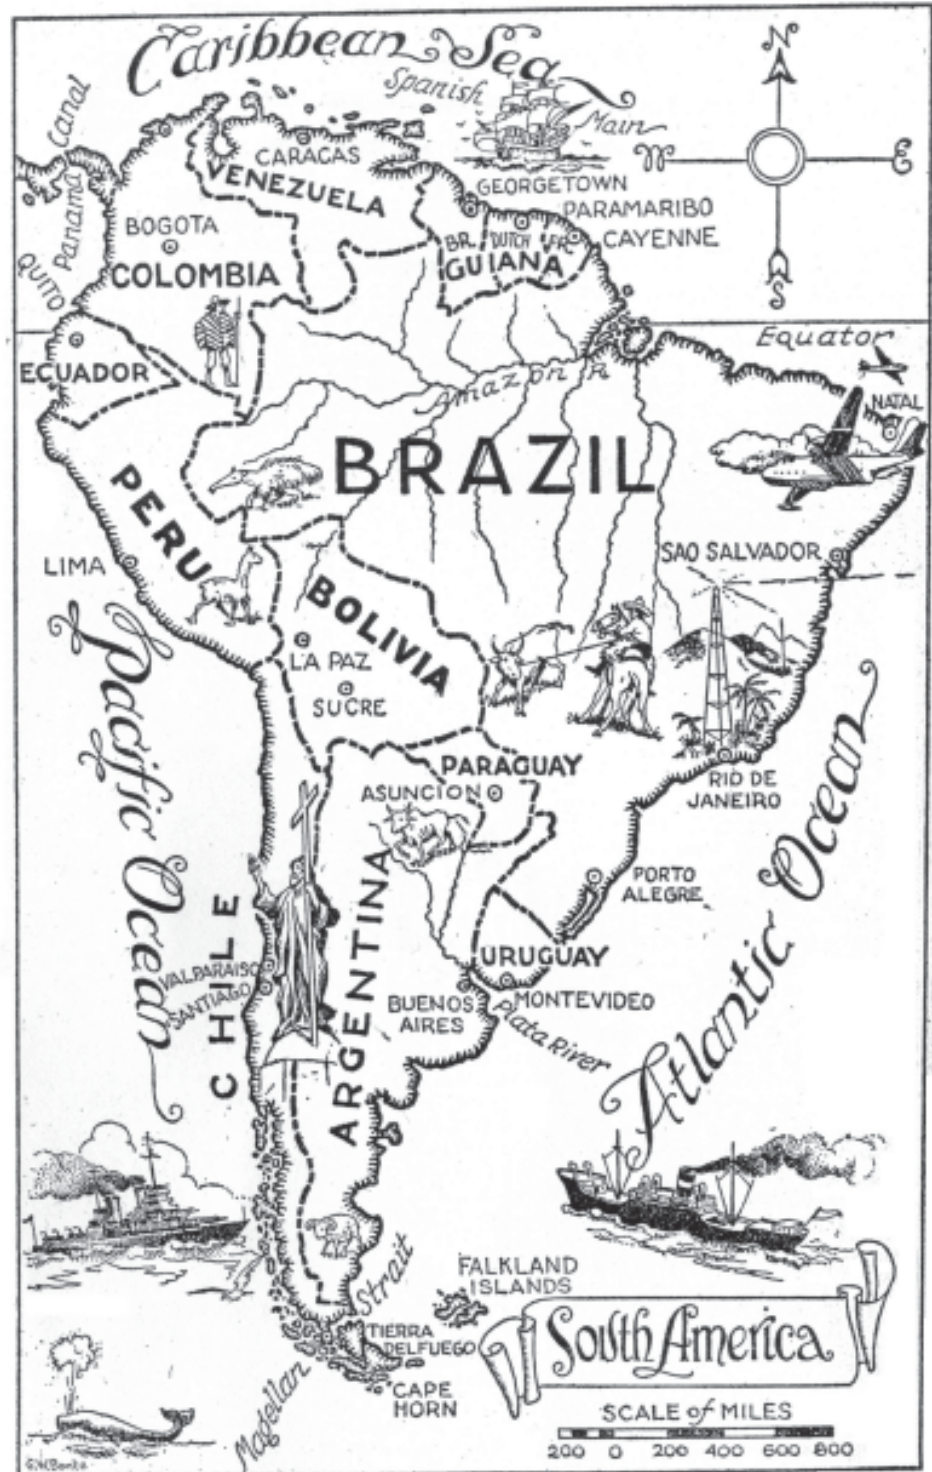 Caribbean Sea
Spanish
Main
N
W
E
S
Panama Canal
CARACAS
VENEZUELA
GEORGETOWN
PARAMARIBO
CAYENNE
BOGOTA
BR.
DUTCH
FR.
GUIANA
COLOMBIA
QUITO
Equator
ECUADOR
Amazon R.
NATAL
BRAZIL
PERU
LIMA
SAO SALVADOR
BOLIVIA
LA PAZ
SUCRE
Pacific Ocean
PARAGUAY
ASUNCION
RIO DE
JANEIRO
Atlantic Ocean
PORTO
ALEGRE
CHILE
ARGENTINA
URUGUAY
VALPARAISO
SANTIAGO
BUENOS
AIRES
MONTEVIDEO
Plata River
FALKLAND
ISLANDS
Magellan Strait
TIERRA
DEL FUEGO
CAPE
HORN
South America
SCALE of MILES
200 0 200 400 600 800